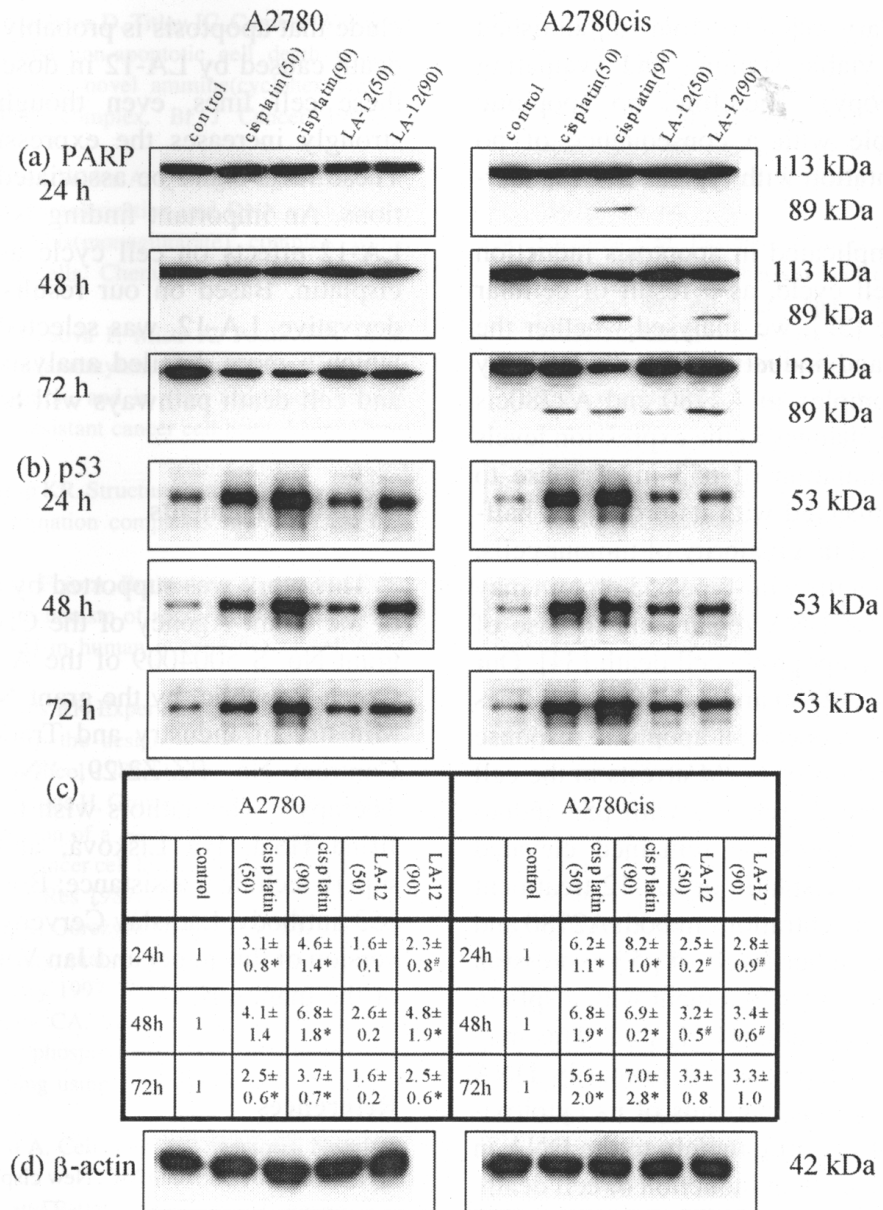 A2780 A2780cis
control cisplatin(50) cisplatin(90) LA-12(50) LA-12(90) control cisplatin(50) cisplatin(90) LA-12(50) LA-12(90)
(a) PARP
24 h
113 kDa
89 kDa
48 h
113 kDa
89 kDa
72 h
113 kDa
89 kDa
(b) p53
24 h
53 kDa
48 h
53 kDa
72 h
53 kDa
(c)
A2780 A2780cis
control cisplatin (50) cisplatin (90) LA-12 (50) LA-12 (90) control cisplatin (50) cisplatin (90) LA-12 (50) LA-12 (90)
24h 1 3.1± 0.8* 4.6± 1.4* 1.6± 0.1 2.3± 0.8# 24h 1 6.2± 1.1* 8.2± 1.0* 2.5± 0.2# 2.8± 0.9#
48h 1 4.1± 1.4 6.8± 1.8* 2.6± 0.2 4.8± 1.9* 48h 1 6.8± 1.9* 6.9± 0.2* 3.2± 0.5# 3.4± 0.6#
72h 1 2.5± 0.6* 3.7± 0.7* 1.6± 0.2 2.5± 0.6* 72h 1 5.6± 2.0* 7.0± 2.8* 3.3± 0.8 3.3± 1.0
(d) β-actin
42 kDa